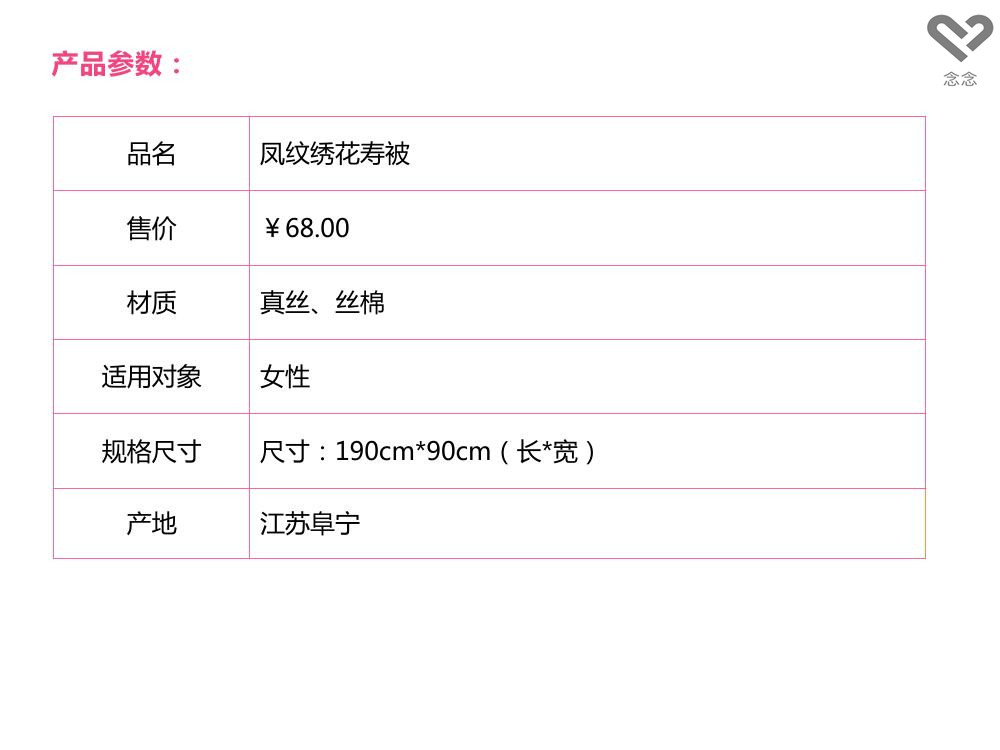 念念
产品参数：
品名 凤纹绣花寿被
售价 ￥68.00
材质 真丝、丝棉
适用对象 女性
规格尺寸 尺寸：190cm*90cm（长*宽）
产地 江苏阜宁